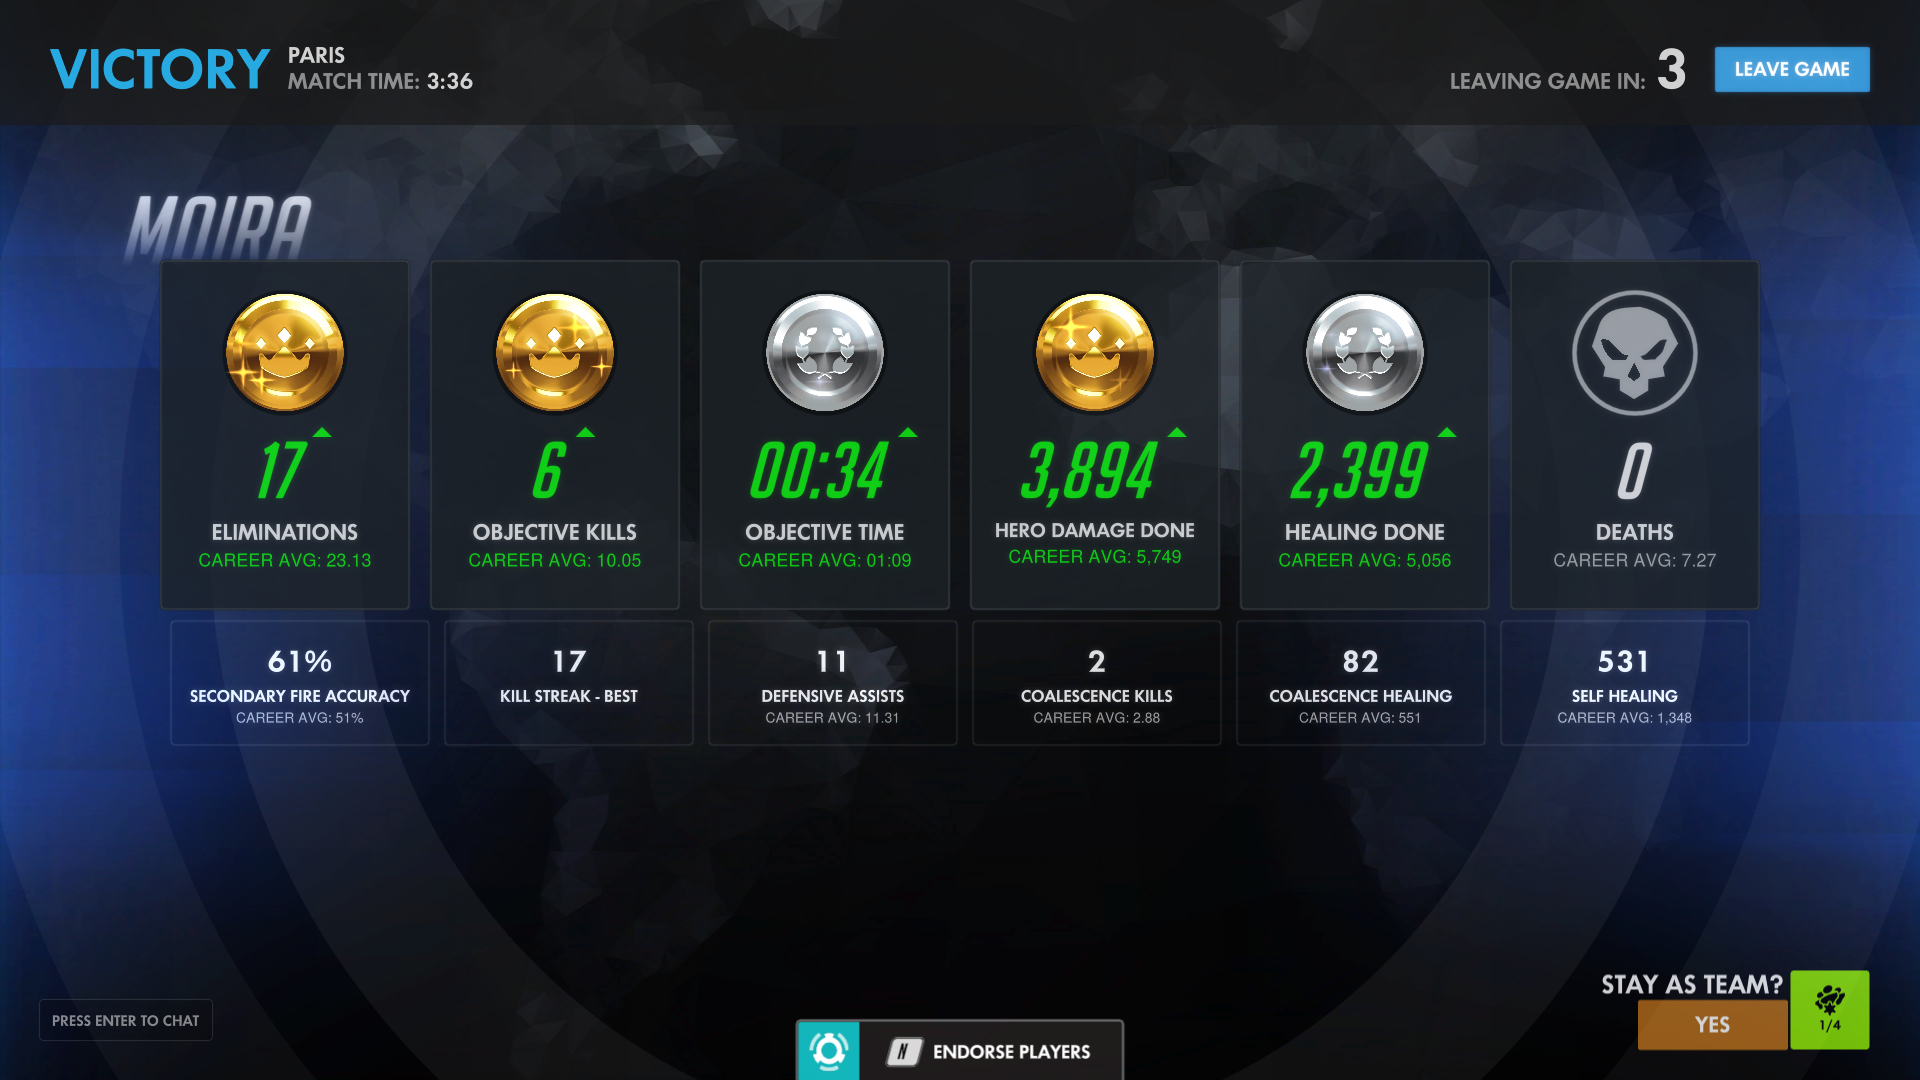 VICTORY
PARIS
MATCH TIME: 3:36
LEAVING GAME IN: 3
LEAVE GAME
MOIRA
17
ELIMINATIONS
CAREER AVG: 23.13
6
OBJECTIVE KILLS
CAREER AVG: 10.05
00:34
OBJECTIVE TIME
CAREER AVG: 01:09
3,894
HERO DAMAGE DONE
CAREER AVG: 5,749
2,399
HEALING DONE
CAREER AVG: 5,056
0
DEATHS
CAREER AVG: 7.27
61%
SECONDARY FIRE ACCURACY
CAREER AVG: 51%
17
KILL STREAK - BEST
11
DEFENSIVE ASSISTS
CAREER AVG: 11.31
2
COALESCENCE KILLS
CAREER AVG: 2.88
82
COALESCENCE HEALING
CAREER AVG: 551
531
SELF HEALING
CAREER AVG: 1,348
STAY AS TEAM?
YES
1/4
PRESS ENTER TO CHAT
N ENDORSE PLAYERS